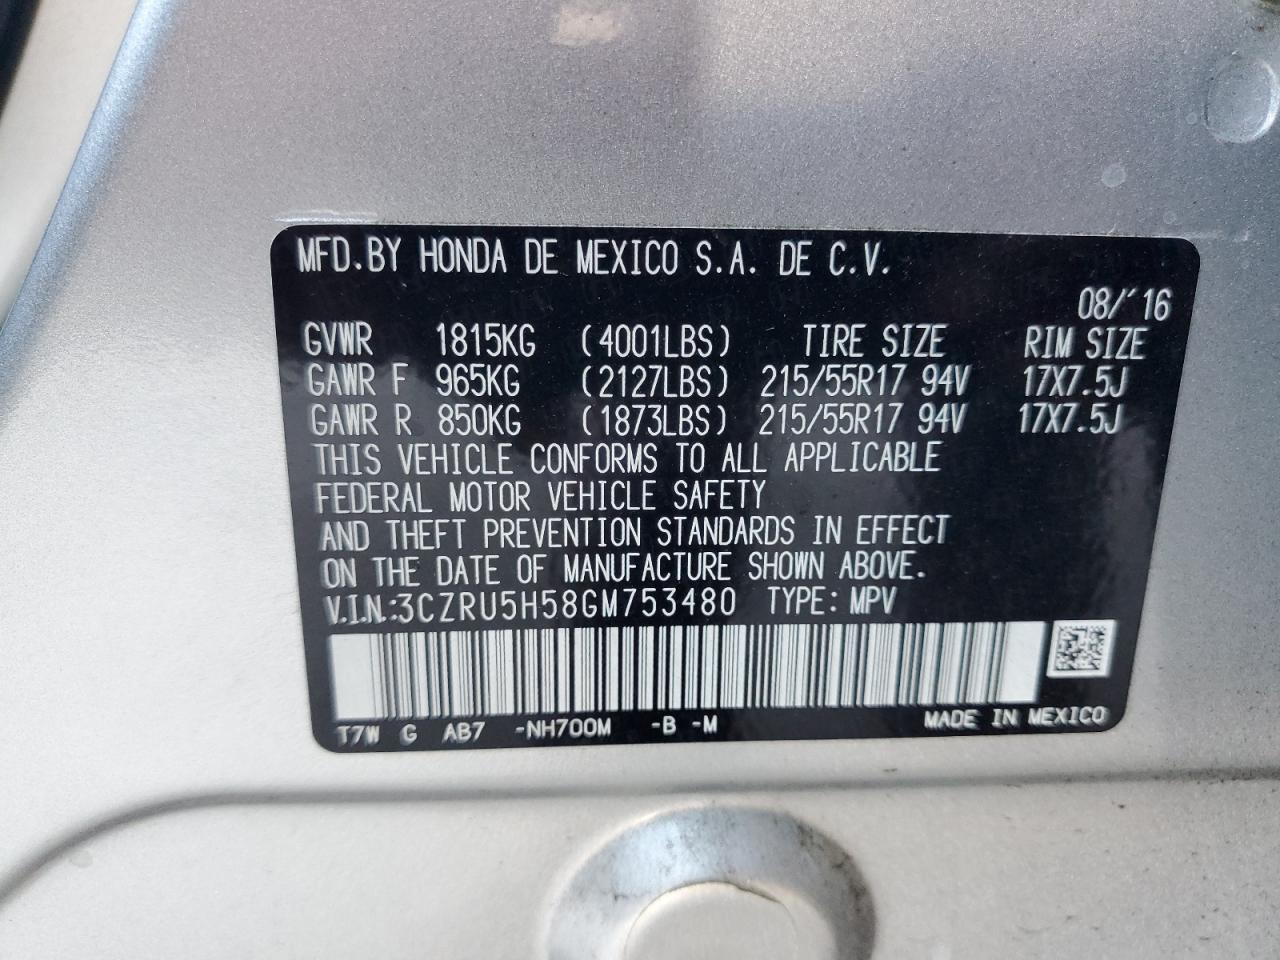 MFD.BY HONDA DE MEXICO S.A. DE C.V.
08/'16
GVWR 1815KG (4001LBS) TIRE SIZE RIM SIZE
GAWR F 965KG (2127LBS) 215/55R17 94V 17X7.5J
GAWR R 850KG (1873LBS) 215/55R17 94V 17X7.5J
THIS VEHICLE CONFORMS TO ALL APPLICABLE
FEDERAL MOTOR VEHICLE SAFETY
AND THEFT PREVENTION STANDARDS IN EFFECT
ON THE DATE OF MANUFACTURE SHOWN ABOVE.
V.I.N.:3CZRU5H58GM753480 TYPE: MPV
T7W G AB7 -NH700M -B -M MADE IN MEXICO